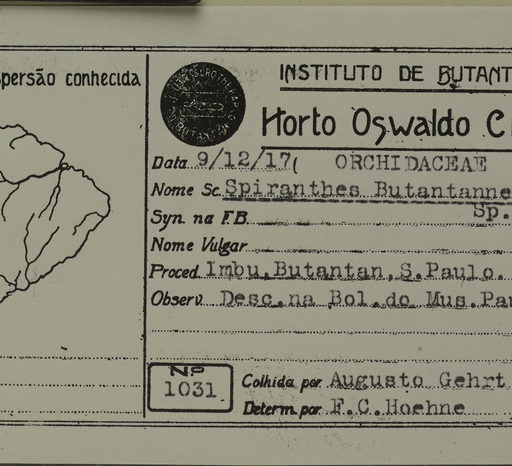 persão conhecida
INSTITUTO DE BUTANT
Horto Oswaldo C
Data 9/12/17( ORCHIDACEAE
Nome Sc. Spiranthes Butantanne
Syn. na F.B. Sp.
Nome Vulgar
Proced. Imbu.Butantan.S.Paulo.
Observ. Desc.na Bol.do Mus.Pau
Nº
1031
Colhida por Augusto Gehrt
Determ. por F.C.Hoehne